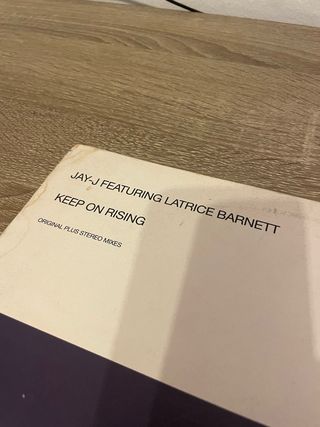 JAY-J FEATURING LATRICE BARNETT
KEEP ON RISING
ORIGINAL PLUS STEREO MIXES